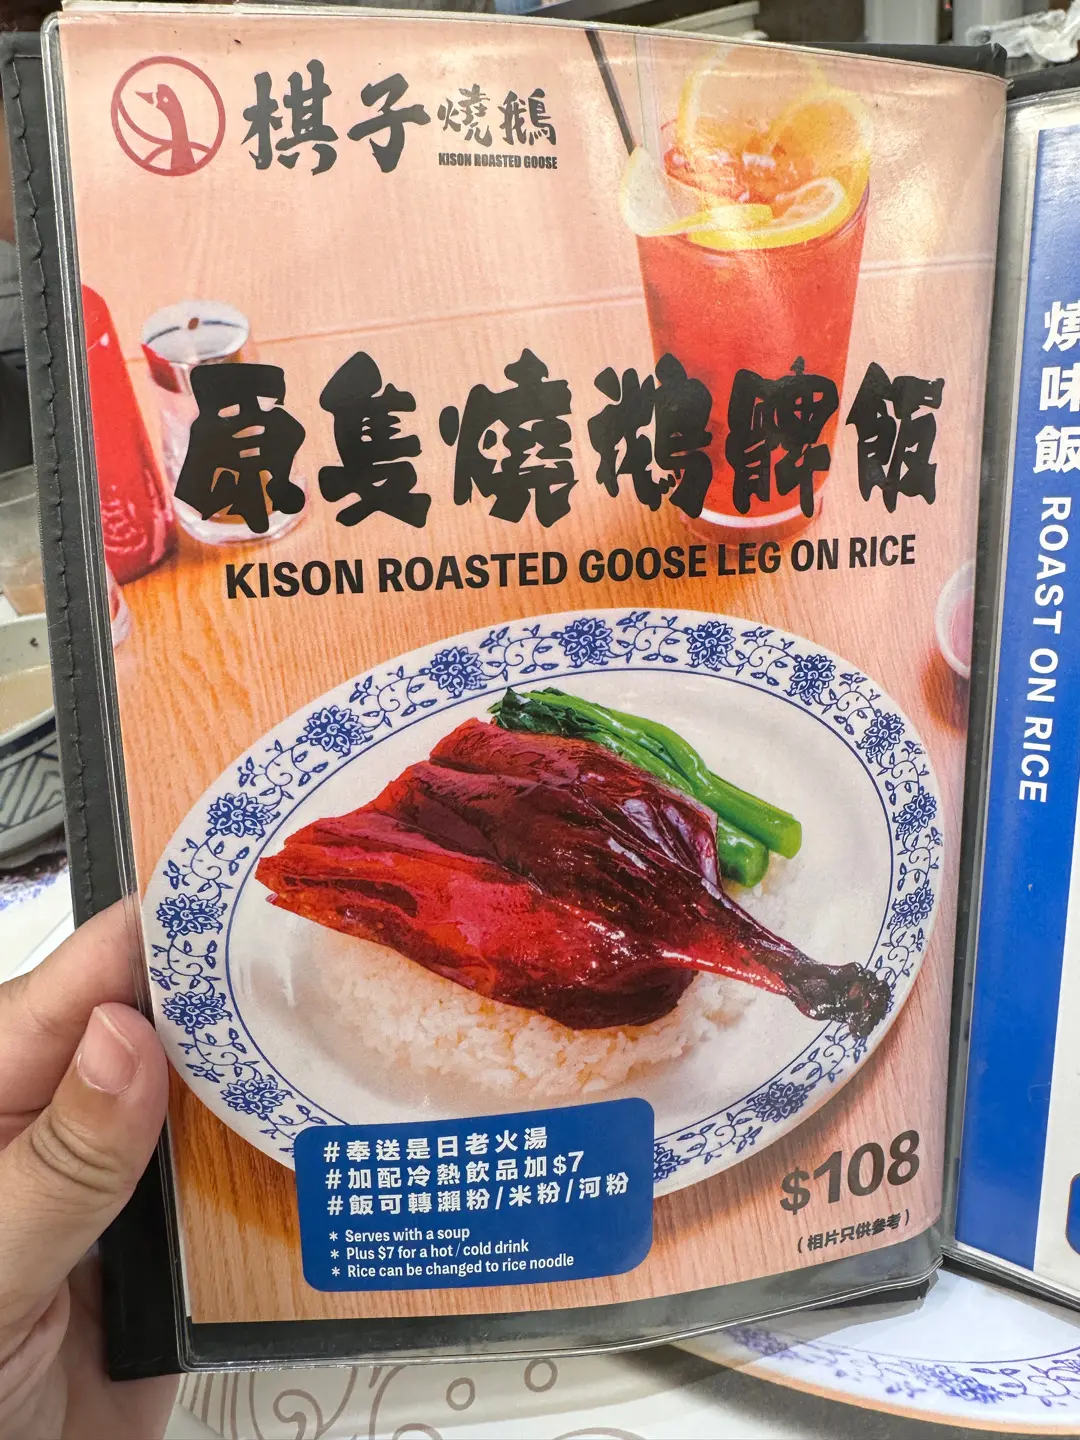 棋子燒鵝
KISON ROASTED GOOSE
原隻燒鵝髀飯
KISON ROASTED GOOSE LEG ON RICE
#奉送是日老火湯
#加配冷熱飲品加$7
#飯可轉瀨粉/米粉/河粉
* Serves with a soup
* Plus $7 for a hot / cold drink
* Rice can be changed to rice noodle
$108
(相片只供參考)
燒味飯 ROAST ON RICE